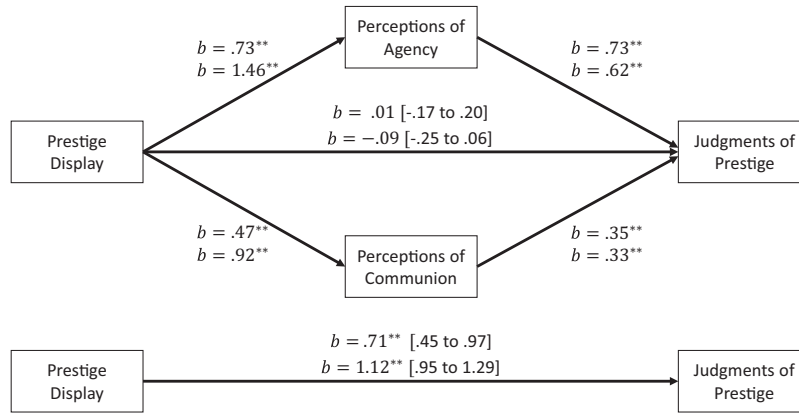 Perceptions of
Agency
b = .73**
b = 1.46**
b = .73**
b = .62**
b = .01 [-.17 to .20]
b = −.09 [-.25 to .06]
Prestige
Display
Judgments of
Prestige
b = .47**
b = .92**
Perceptions of
Communion
b = .35**
b = .33**
b = .71** [.45 to .97]
b = 1.12** [.95 to 1.29]
Prestige
Display
Judgments of
Prestige